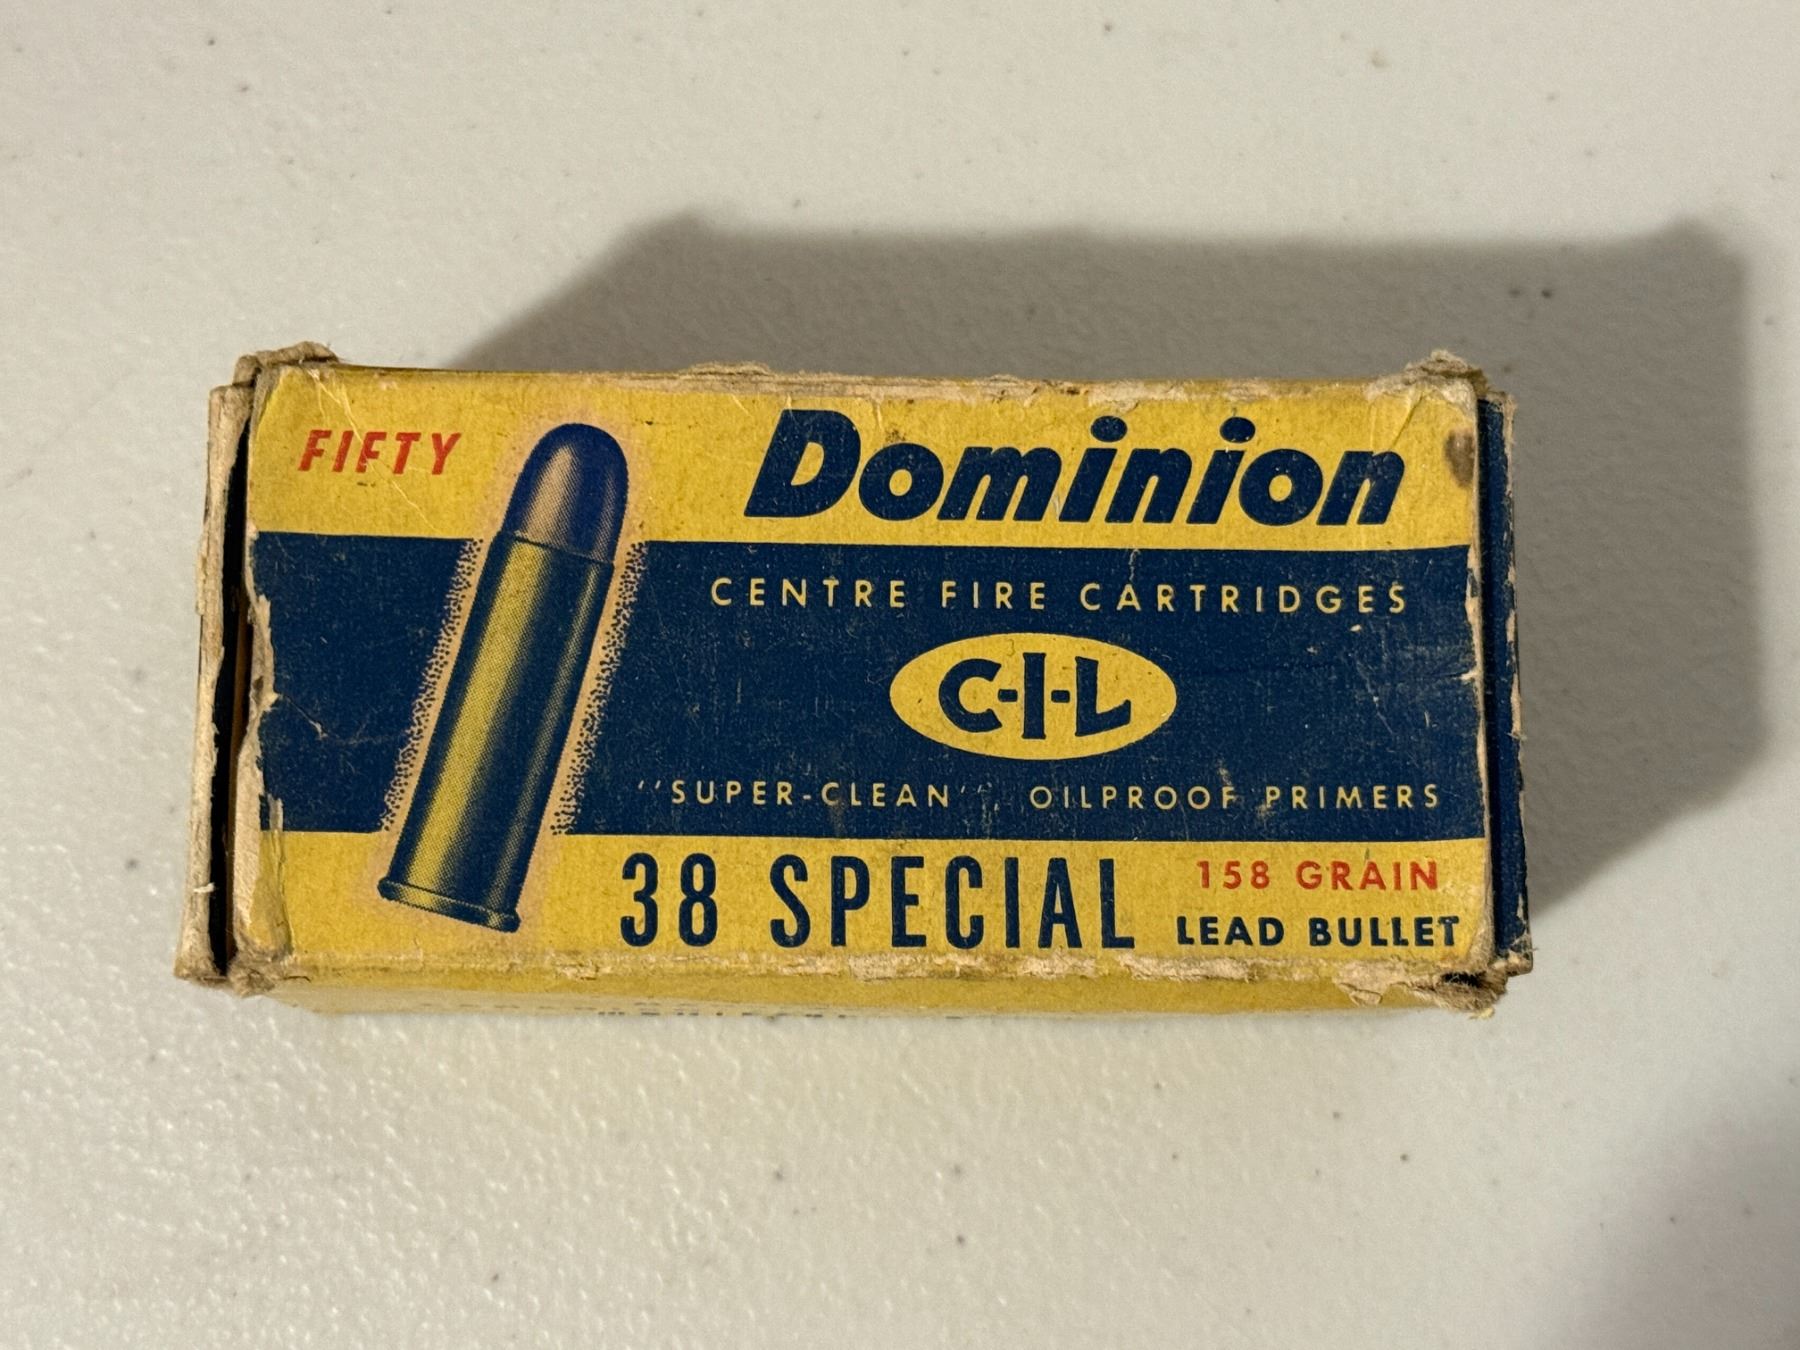 FIFTY
Dominion
CENTRE FIRE CARTRIDGES
C-I-L
"SUPER-CLEAN", OILPROOF PRIMERS
38 SPECIAL
158 GRAIN
LEAD BULLET